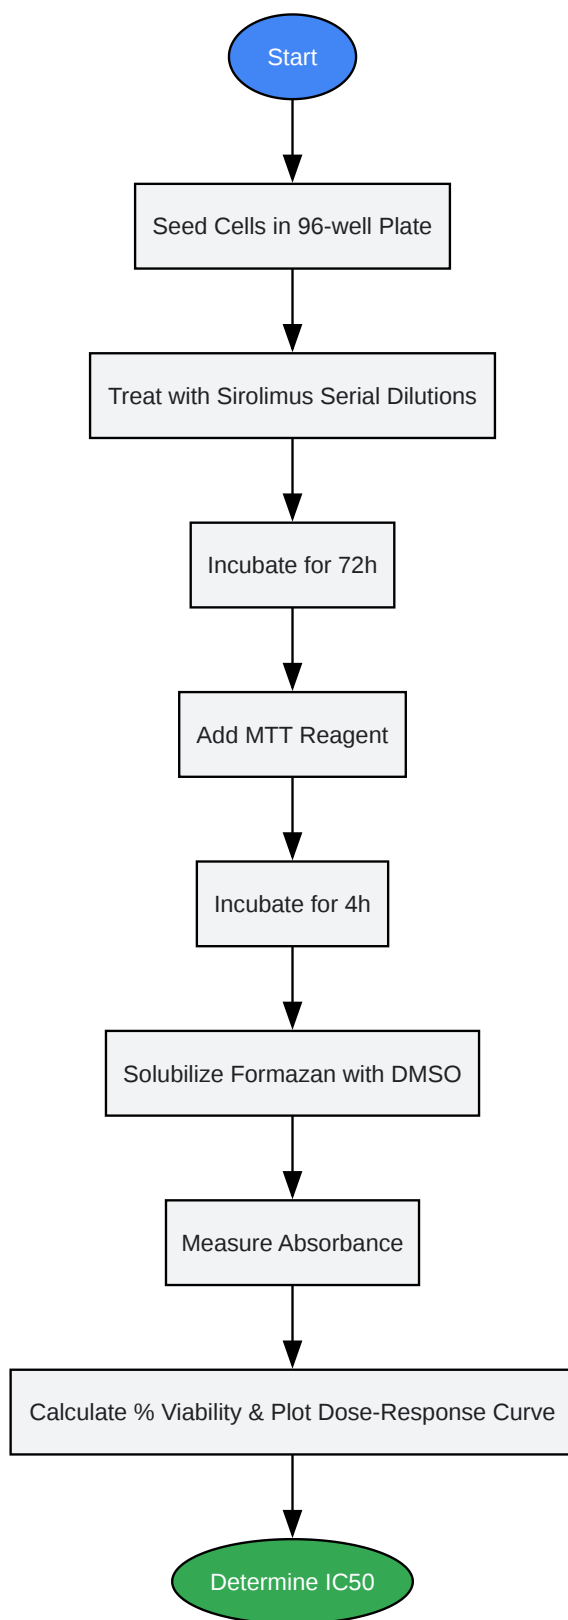 Start
Seed Cells in 96-well Plate
Treat with Sirolimus Serial Dilutions
Incubate for 72h
Add MTT Reagent
Incubate for 4h
Solubilize Formazan with DMSO
Measure Absorbance
Calculate % Viability & Plot Dose-Response Curve
Determine IC50